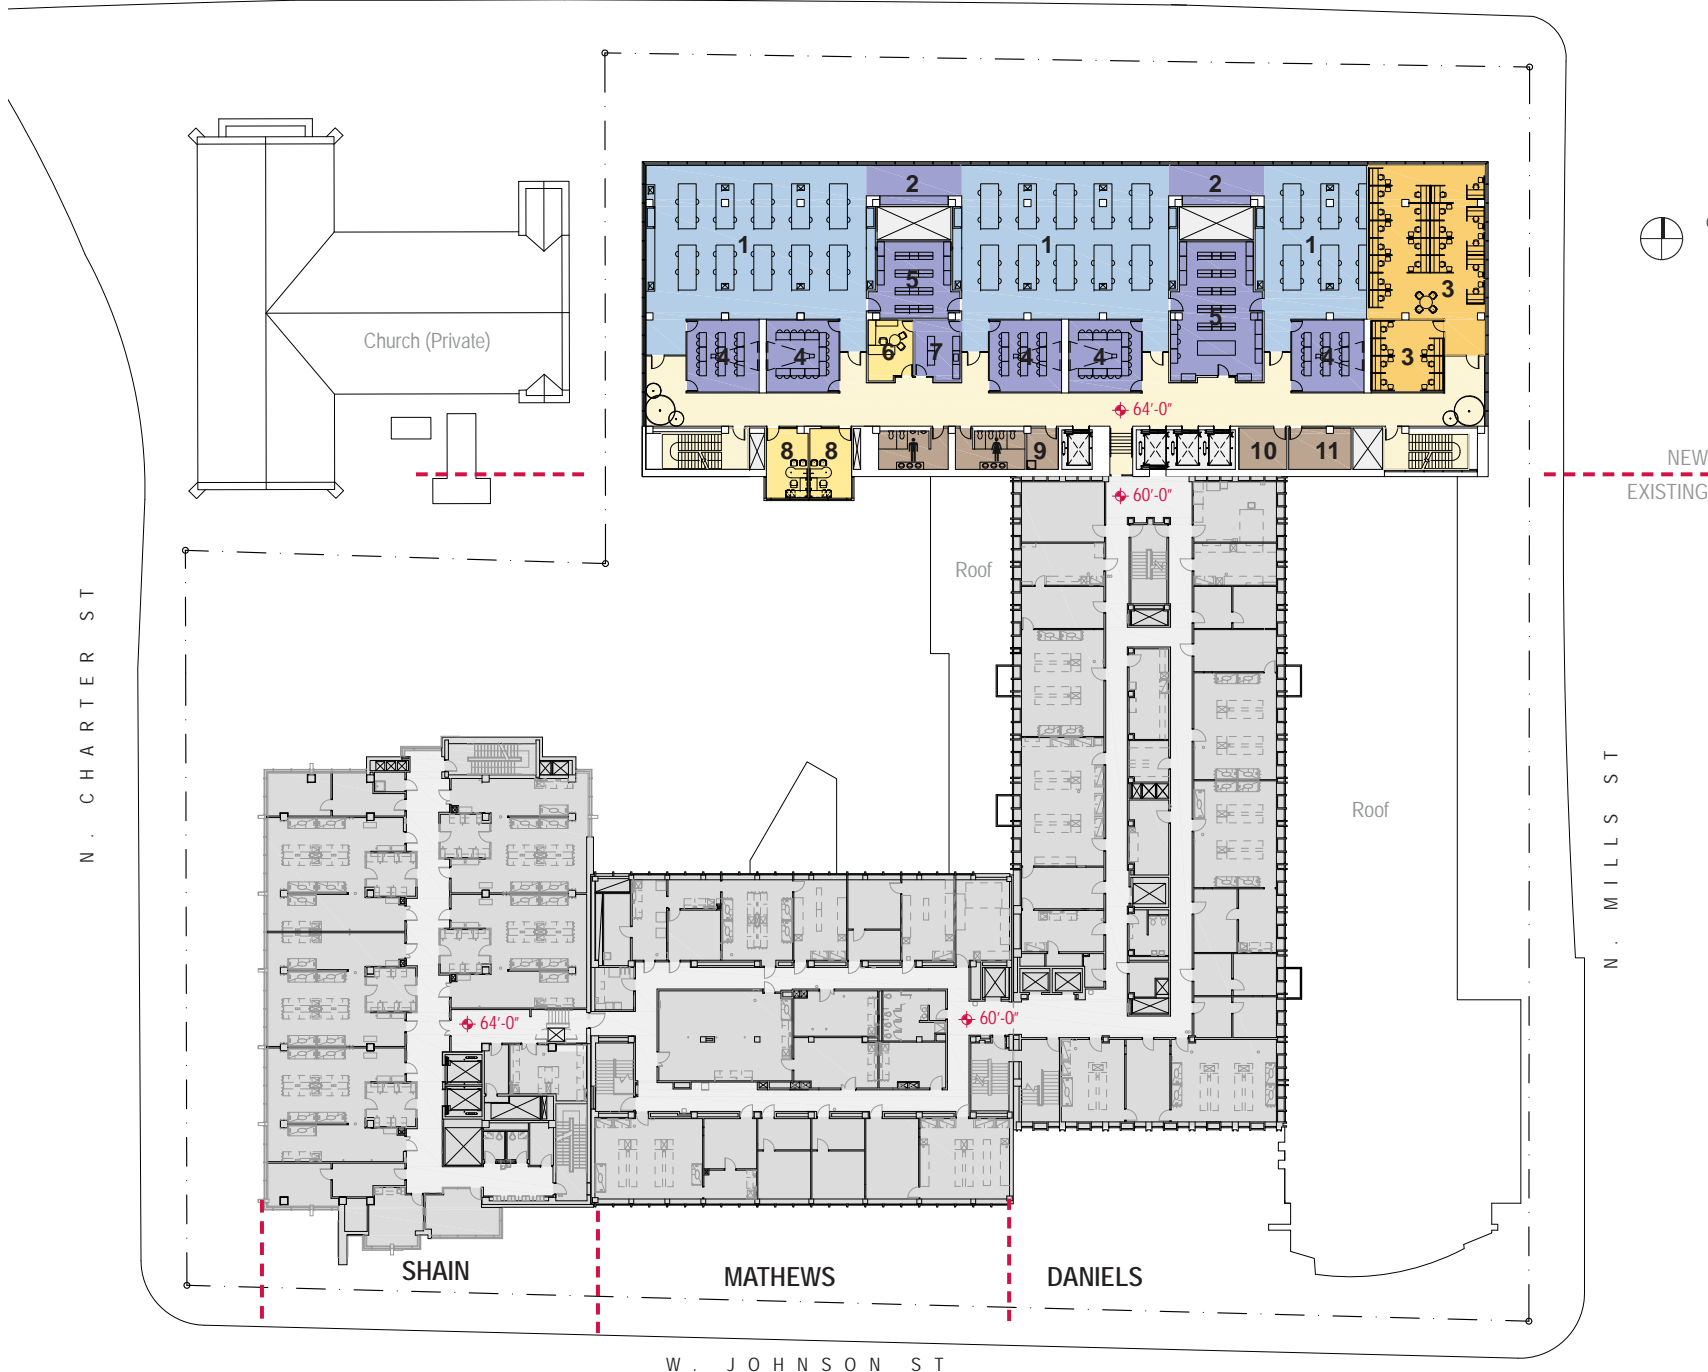 2
2
1
1
1
5
5
3
3
4
4
6
7
4
4
4
Church (Private)
64'-0"
8
8
9
10
11
NEW
EXISTING
60'-0"
Roof
N. CHARTER ST
N. MILLS ST
Roof
64'-0"
60'-0"
SHAIN
MATHEWS
DANIELS
W. JOHNSON ST